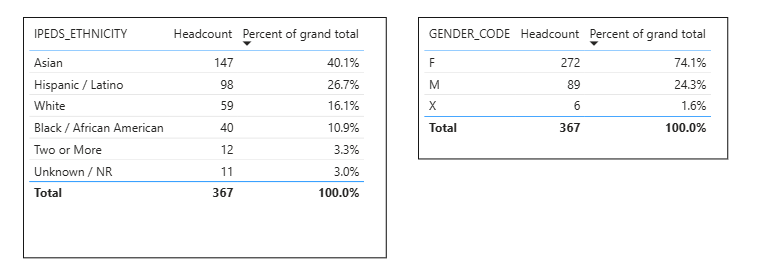 IPEDS_ETHNICITY Headcount Percent of grand total
Asian 147 40.1%
Hispanic / Latino 98 26.7%
White 59 16.1%
Black / African American 40 10.9%
Two or More 12 3.3%
Unknown / NR 11 3.0%
Total 367 100.0%
GENDER_CODE Headcount Percent of grand total
F 272 74.1%
M 89 24.3%
X 6 1.6%
Total 367 100.0%